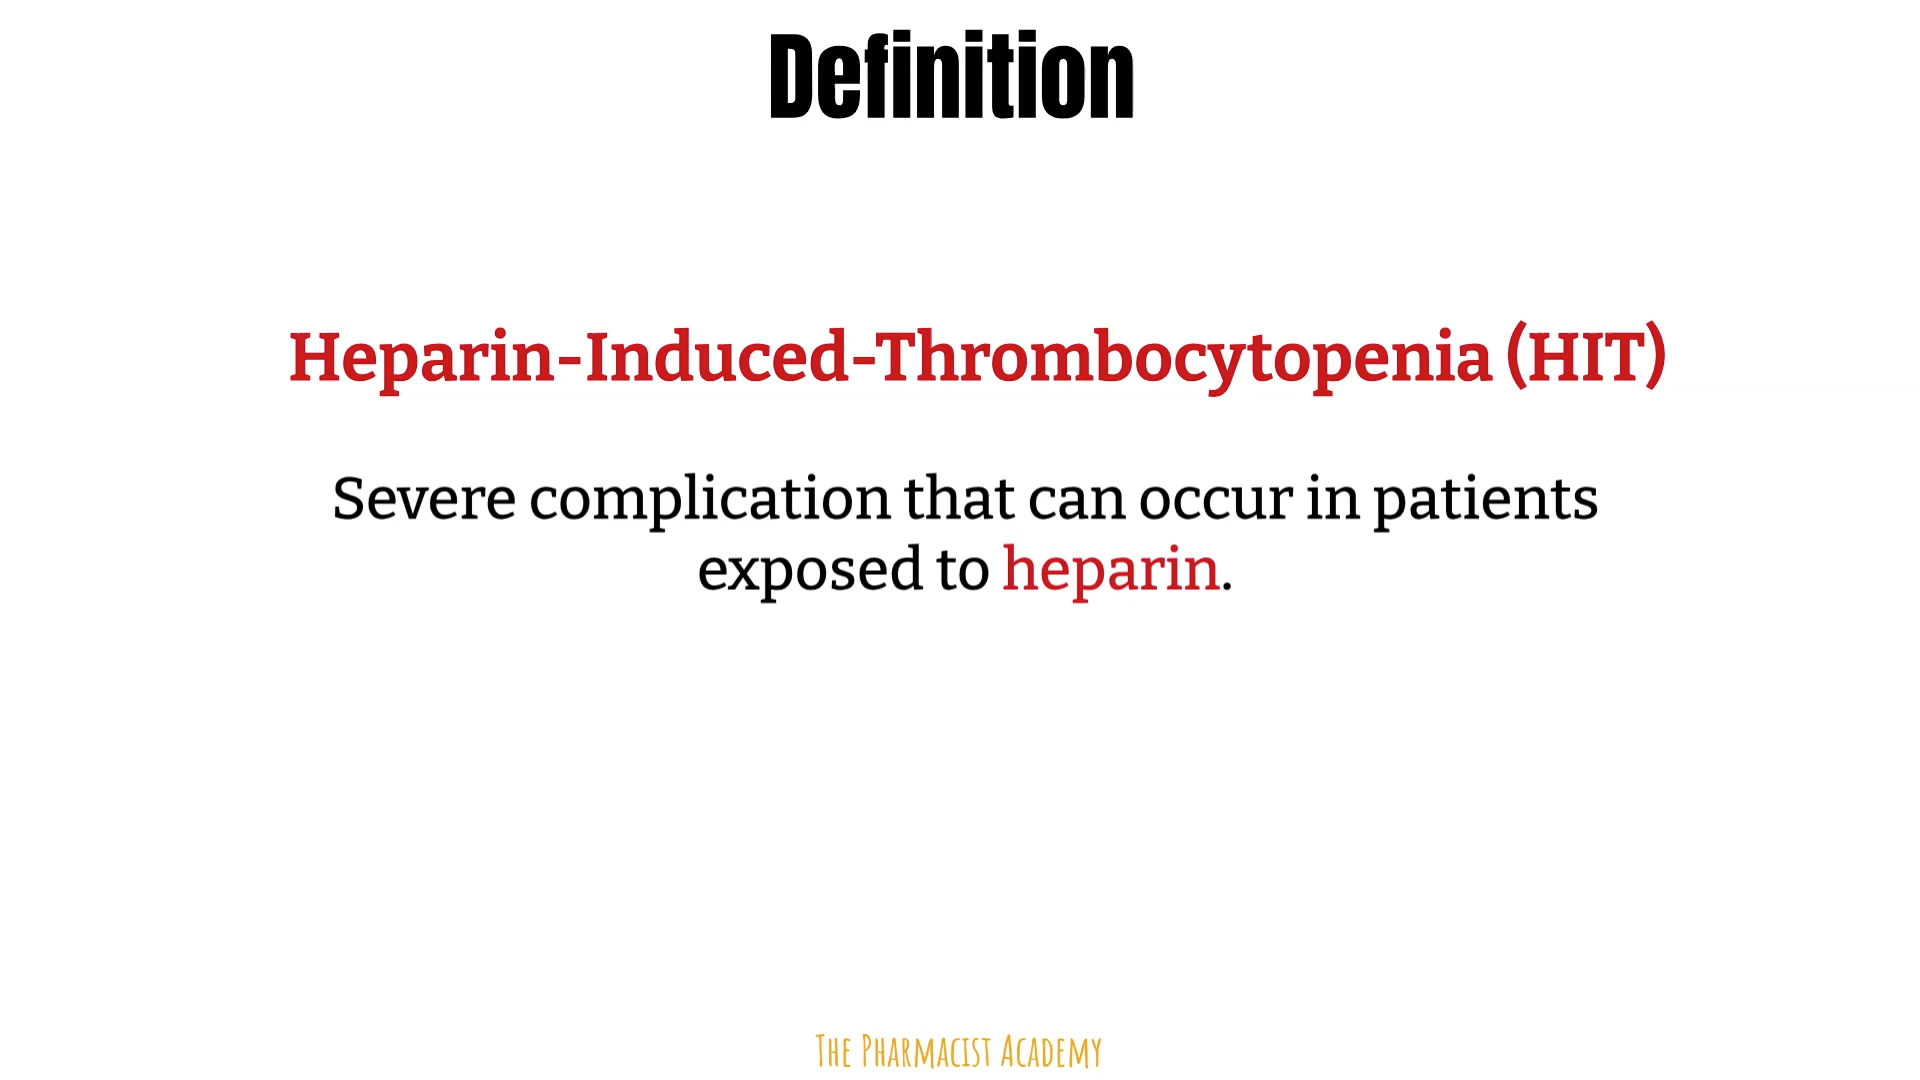 Definition
Heparin-Induced-Thrombocytopenia (HIT)
Severe complication that can occur in patients
exposed to heparin.
The Pharmacist Academy